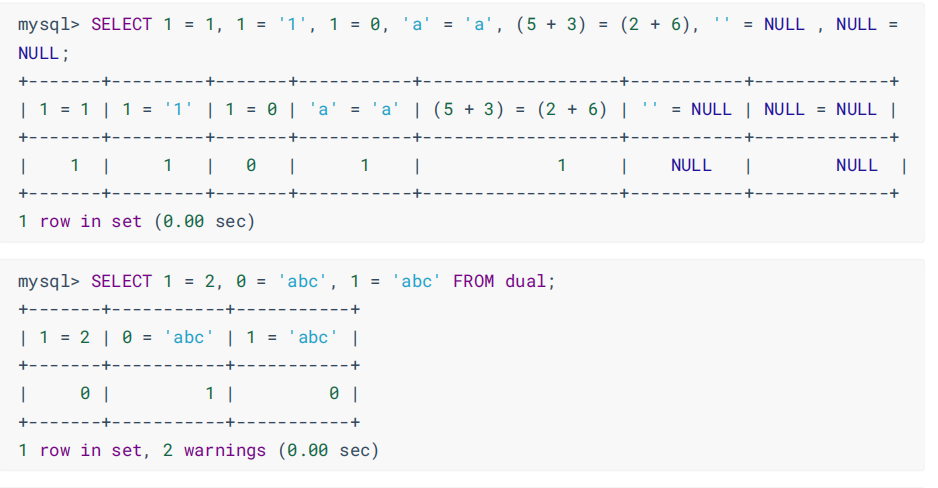 mysql> SELECT 1 = 1, 1 = '1', 1 = 0, 'a' = 'a', (5 + 3) = (2 + 6), '' = NULL , NULL =
NULL;
+-------+---------+-------+-----------+-------------------+-----------+-------------+
| 1 = 1 | 1 = '1' | 1 = 0 | 'a' = 'a' | (5 + 3) = (2 + 6) | '' = NULL | NULL = NULL |
+-------+---------+-------+-----------+-------------------+-----------+-------------+
|    1  |     1   |   0   |     1     |             1     |    NULL   |        NULL  |
+-------+---------+-------+-----------+-------------------+-----------+-------------+
1 row in set (0.00 sec)
mysql> SELECT 1 = 2, 0 = 'abc', 1 = 'abc' FROM dual;
+-------+-----------+-----------+
| 1 = 2 | 0 = 'abc' | 1 = 'abc' |
+-------+-----------+-----------+
|     0 |         1 |         0 |
+-------+-----------+-----------+
1 row in set, 2 warnings (0.00 sec)